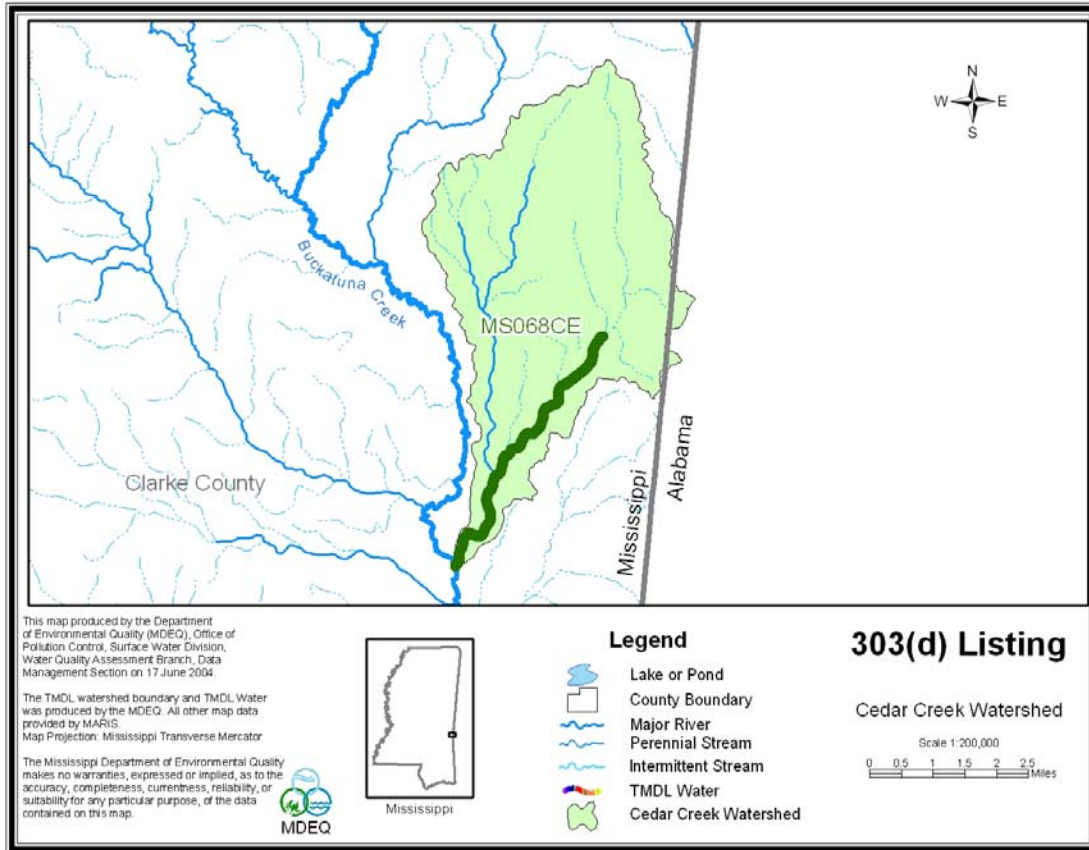 N
W E
S
Buckatuna Creek
MS068CE
Clarke County
Mississippi
Alabama
This map produced by the Department
of Environmental Quality (MDEQ), Office of
Pollution Control, Surface Water Division,
Water Quality Assessment Branch, Data
Management Section on 17 June 2004.
The TMDL watershed boundary and TMDL Water
was produced by the MDEQ. All other map data
provided by MARIS.
Map Projection: Mississippi Transverse Mercator
The Mississippi Department of Environmental Quality
makes no warranties, expressed or implied, as to the
accuracy, completeness, currentness, reliability, or
suitability for any particular purpose, of the data
contained on this map.
MDEQ
Mississippi
Legend
Lake or Pond
County Boundary
Major River
Perennial Stream
Intermittent Stream
TMDL Water
Cedar Creek Watershed
303(d) Listing
Cedar Creek Watershed
Scale 1:200,000
0 0.5 1 1.5 2 2.5
Miles